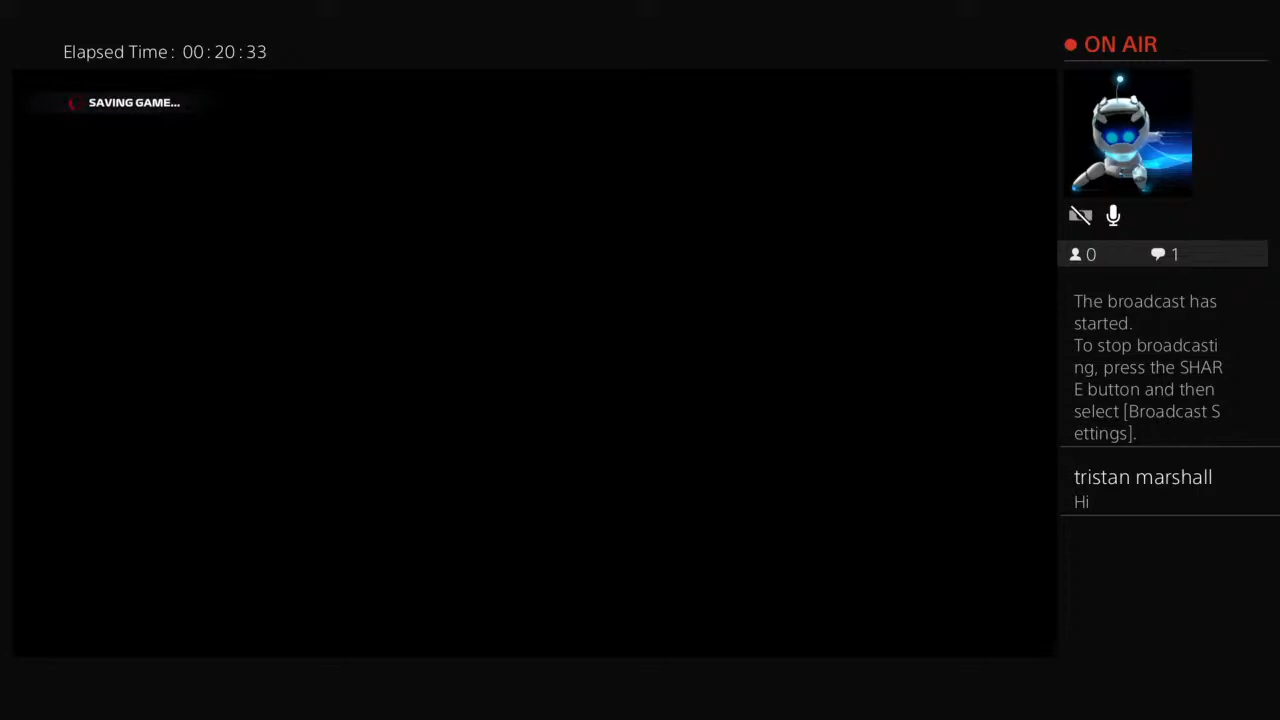 Elapsed Time: 00:20:33
ON AIR
SAVING GAME...
0 1
The broadcast has
started.
To stop broadcasti
ng, press the SHAR
E button and then
select [Broadcast S
ettings].
tristan marshall
Hi